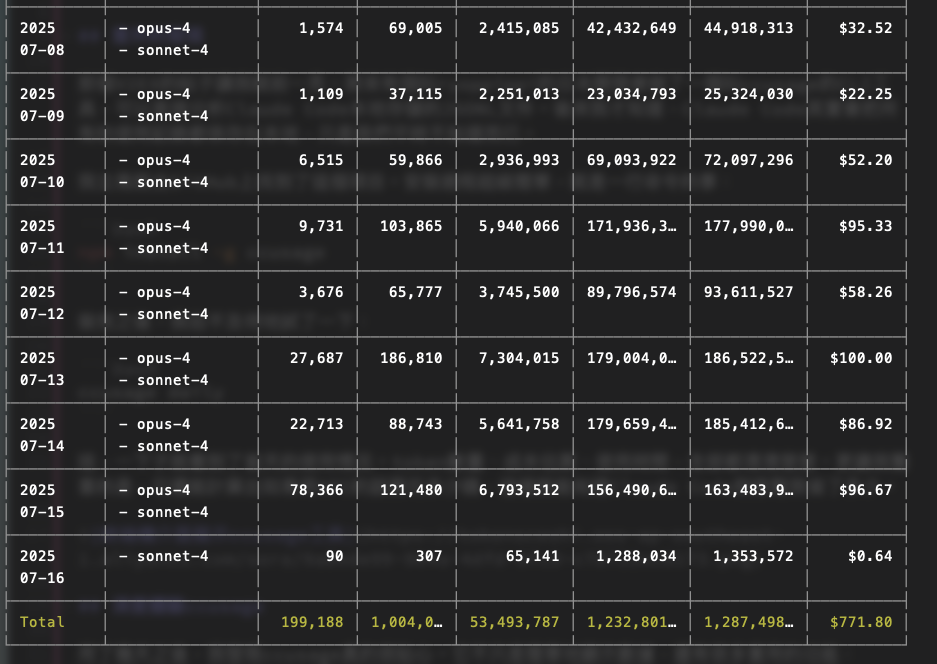 2025 - opus-4 1,574 69,005 2,415,085 42,432,649 44,918,313 $32.52
07-08 - sonnet-4
2025 - opus-4 1,109 37,115 2,251,013 23,034,793 25,324,030 $22.25
07-09 - sonnet-4
2025 - opus-4 6,515 59,866 2,936,993 69,093,922 72,097,296 $52.20
07-10 - sonnet-4
2025 - opus-4 9,731 103,865 5,940,066 171,936,3… 177,990,0… $95.33
07-11 - sonnet-4
2025 - opus-4 3,676 65,777 3,745,500 89,796,574 93,611,527 $58.26
07-12 - sonnet-4
2025 - opus-4 27,687 186,810 7,304,015 179,004,0… 186,522,5… $100.00
07-13 - sonnet-4
2025 - opus-4 22,713 88,743 5,641,758 179,659,4… 185,412,6… $86.92
07-14 - sonnet-4
2025 - opus-4 78,366 121,480 6,793,512 156,490,6… 163,483,9… $96.67
07-15 - sonnet-4
2025 - sonnet-4 90 307 65,141 1,288,034 1,353,572 $0.64
07-16
Total 199,188 1,004,0… 53,493,787 1,232,801… 1,287,498… $771.80